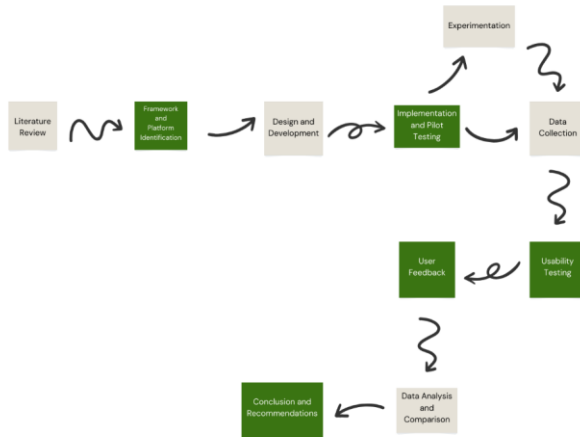 Literature
Review
Framework
and
Platform
Identification
Design and
Development
Implementation
and Pilot
Testing
Experimentation
Data
Collection
Usability
Testing
User
Feedback
Data Analysis
and
Comparison
Conclusion and
Recommendations